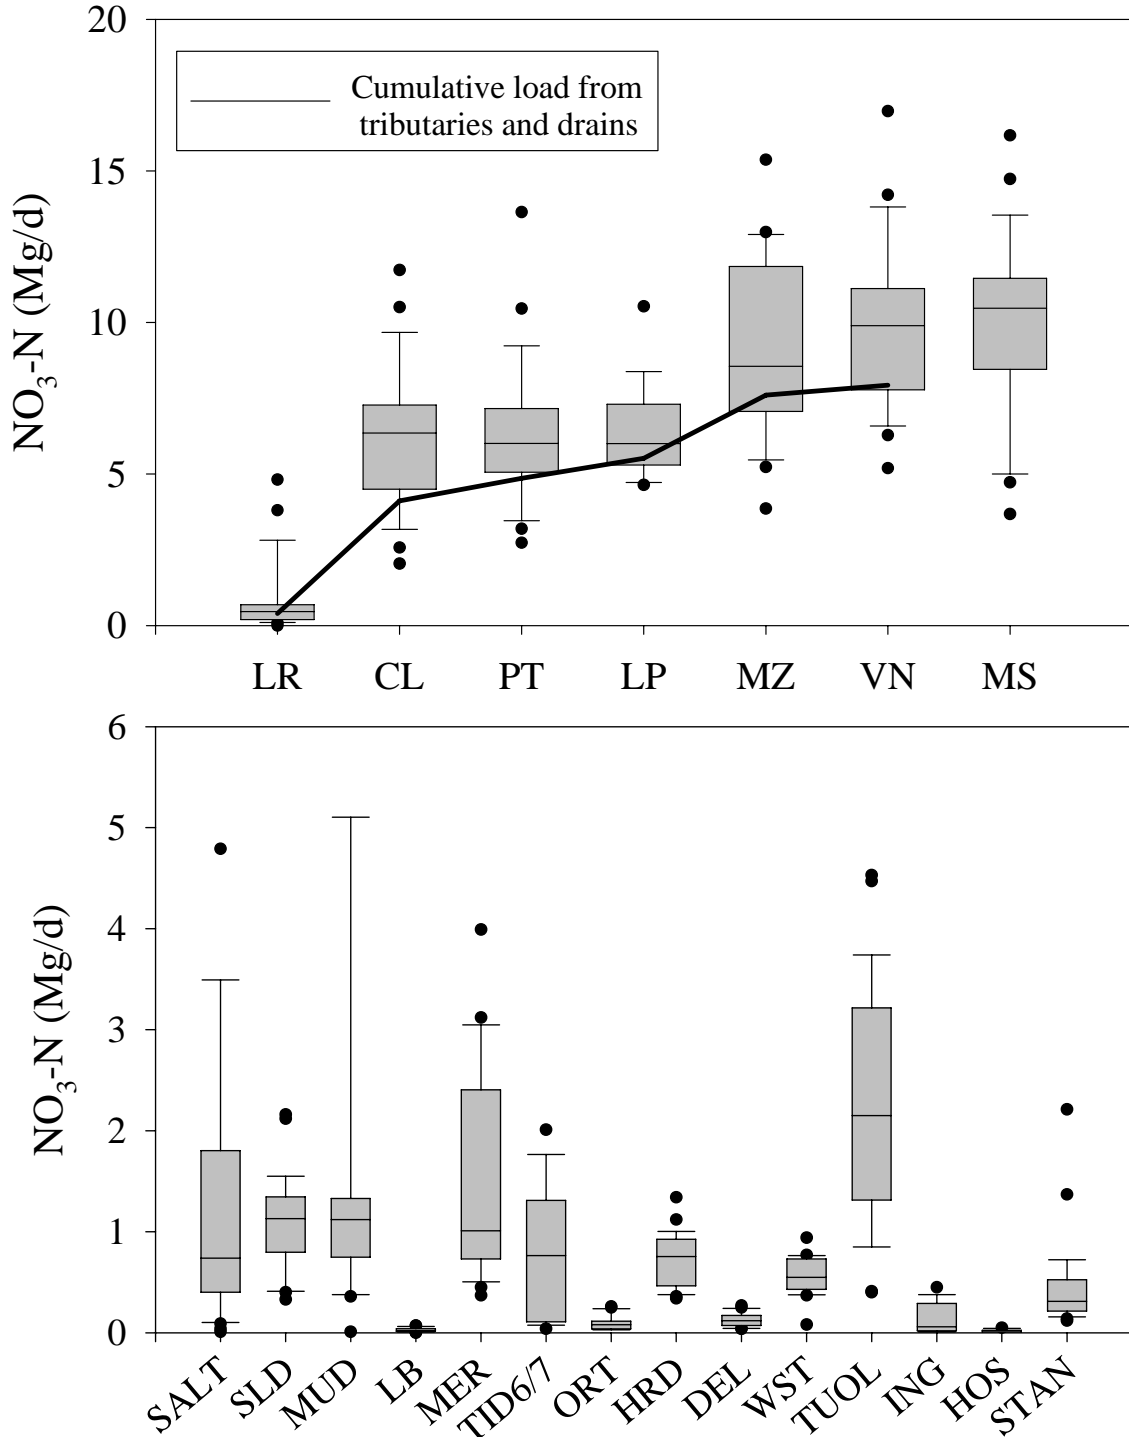 20
Cumulative load from
tributaries and drains
15
NO₃-N (Mg/d)
10
5
0
LR CL PT LP MZ VN MS
6
5
4
NO₃-N (Mg/d)
3
2
1
0
SALT SLD MUD LB MER TID6/7 ORT HRD DEL WST TUOL ING HOS STAN